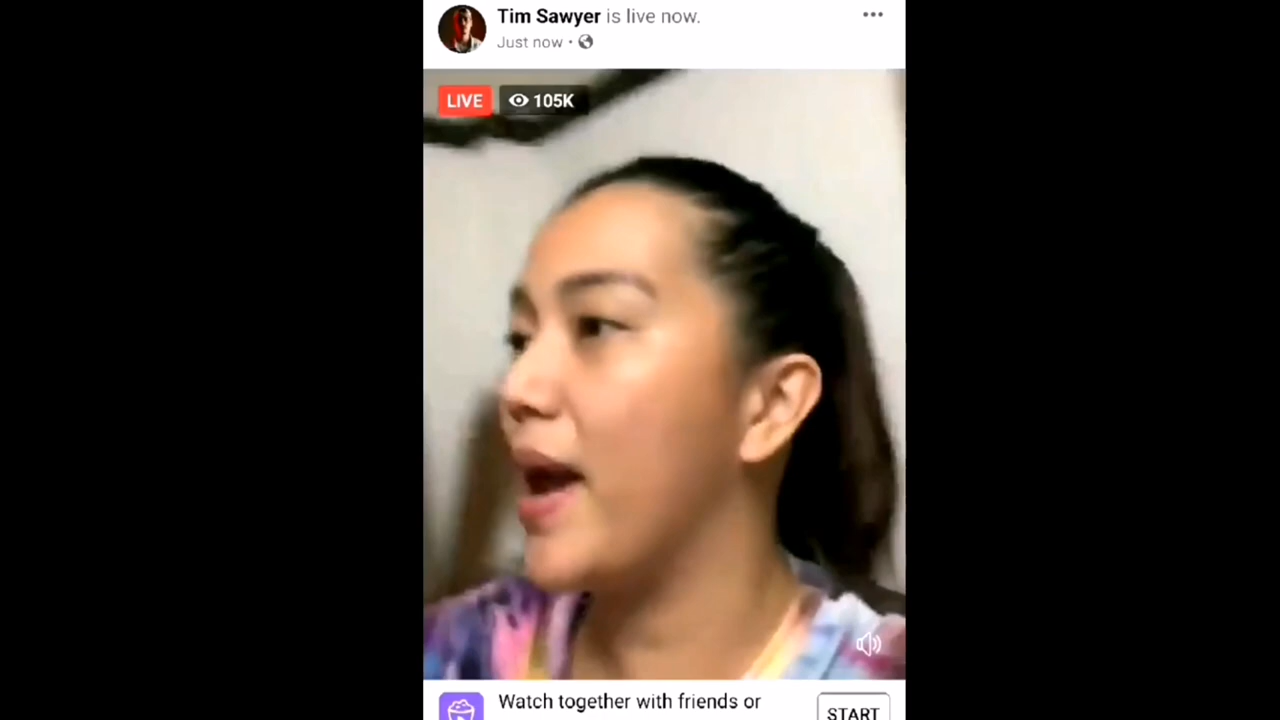 Tim Sawyer is live now.
Just now ·
LIVE 105K
Watch together with friends or
START